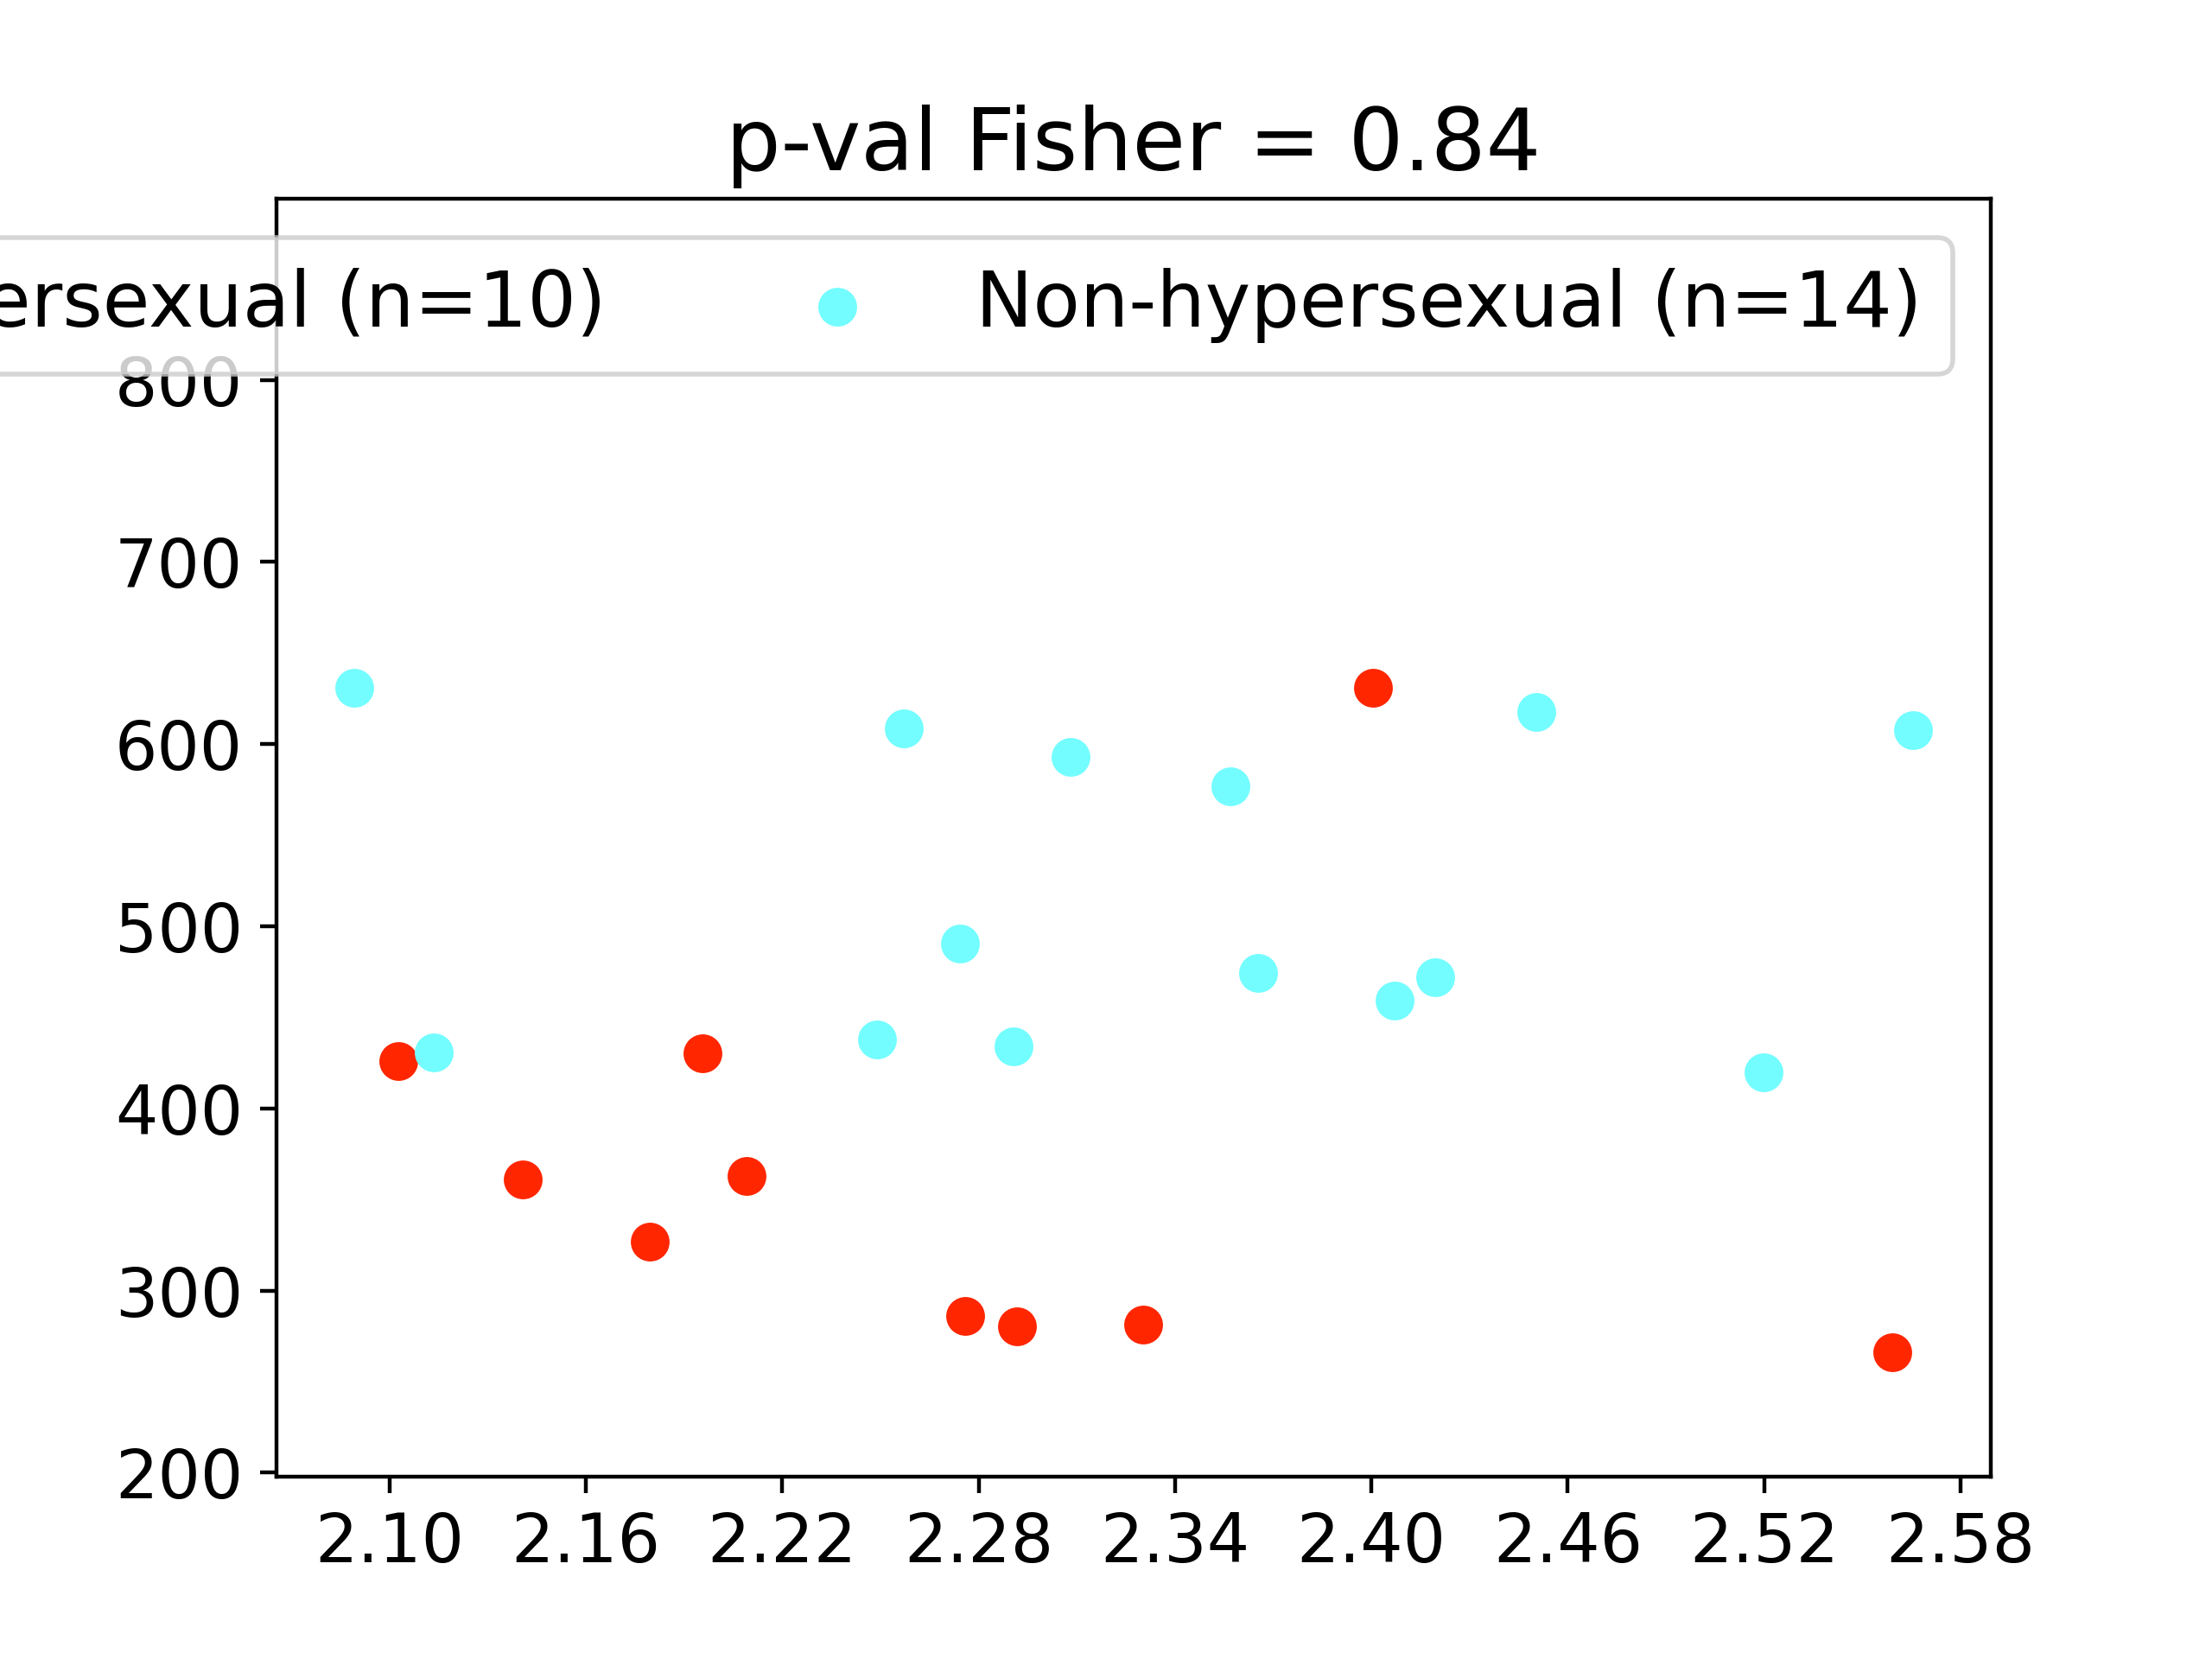 p-val Fisher = 0.84
ersexual (n=10) Non-hypersexual (n=14)
800
700
600
500
400
300
200
2.10 2.16 2.22 2.28 2.34 2.40 2.46 2.52 2.58